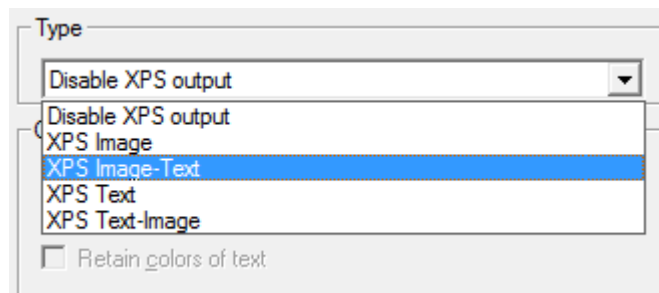 Type
Disable XPS output
Disable XPS output
XPS Image
XPS Image-Text
XPS Text
XPS Text-Image
Retain colors of text